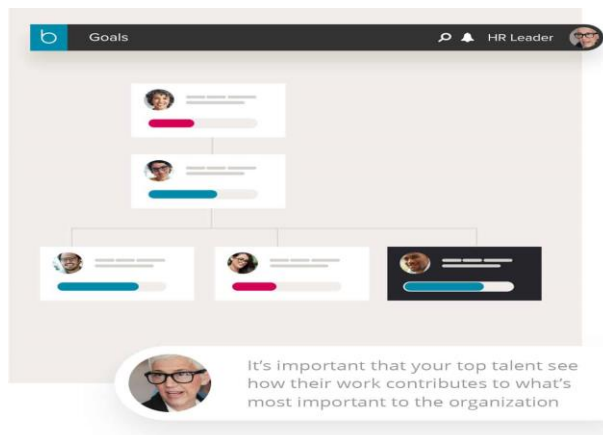 b Goals HR Leader
It's important that your top talent see
how their work contributes to what's
most important to the organization